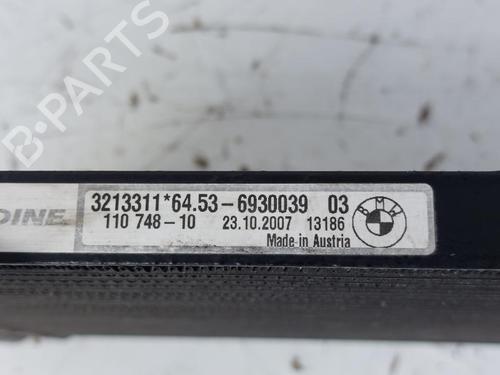 B-PARTS
DINE
3213311*64.53-6930039 03
110 748-10 23.10.2007 13186
Made in Austria
BMW